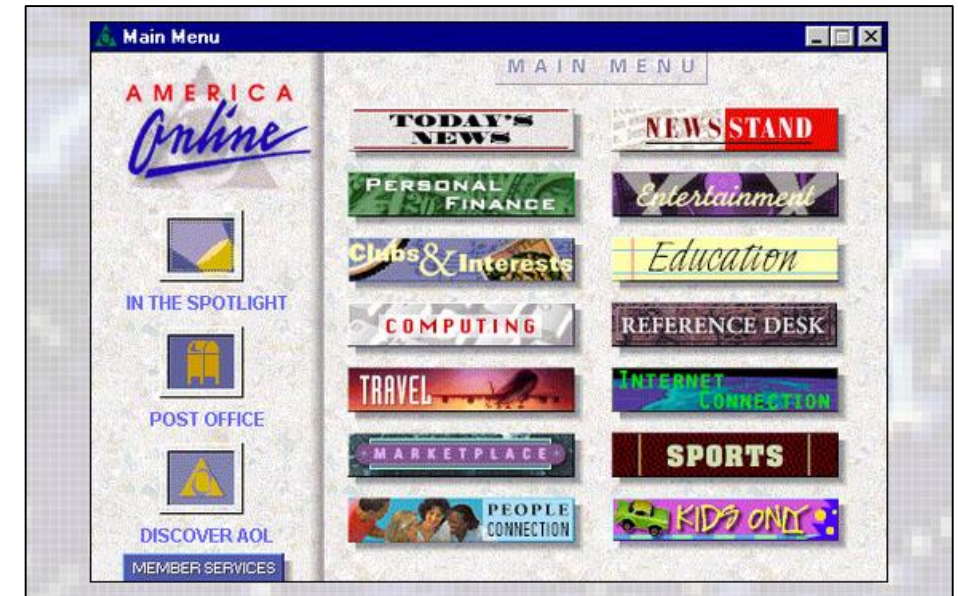 Main Menu
AMERICA
Online
IN THE SPOTLIGHT
POST OFFICE
DISCOVER AOL
MEMBER SERVICES
MAIN MENU
TODAY'S
NEWS
NEWSSTAND
PERSONAL
FINANCE
Entertainment
Clubs & Interests
Education
COMPUTING
REFERENCE DESK
TRAVEL
INTERNET
CONNECTION
MARKETPLACE
SPORTS
PEOPLE
CONNECTION
KIDS ONLY